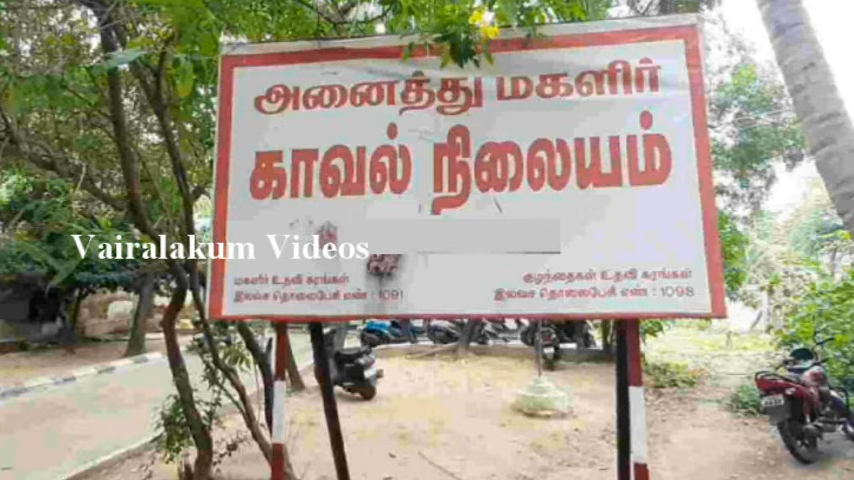 அனைத்து மகளிர்
காவல் நிலையம்
Vairalakum Videos
மகளிர் உதவி கரங்கள்
இலவச தொலைபேசி எண் : 1091
குழந்தைகள் உதவி கரங்கள்
இலவச தொலைபேசி எண் : 1098